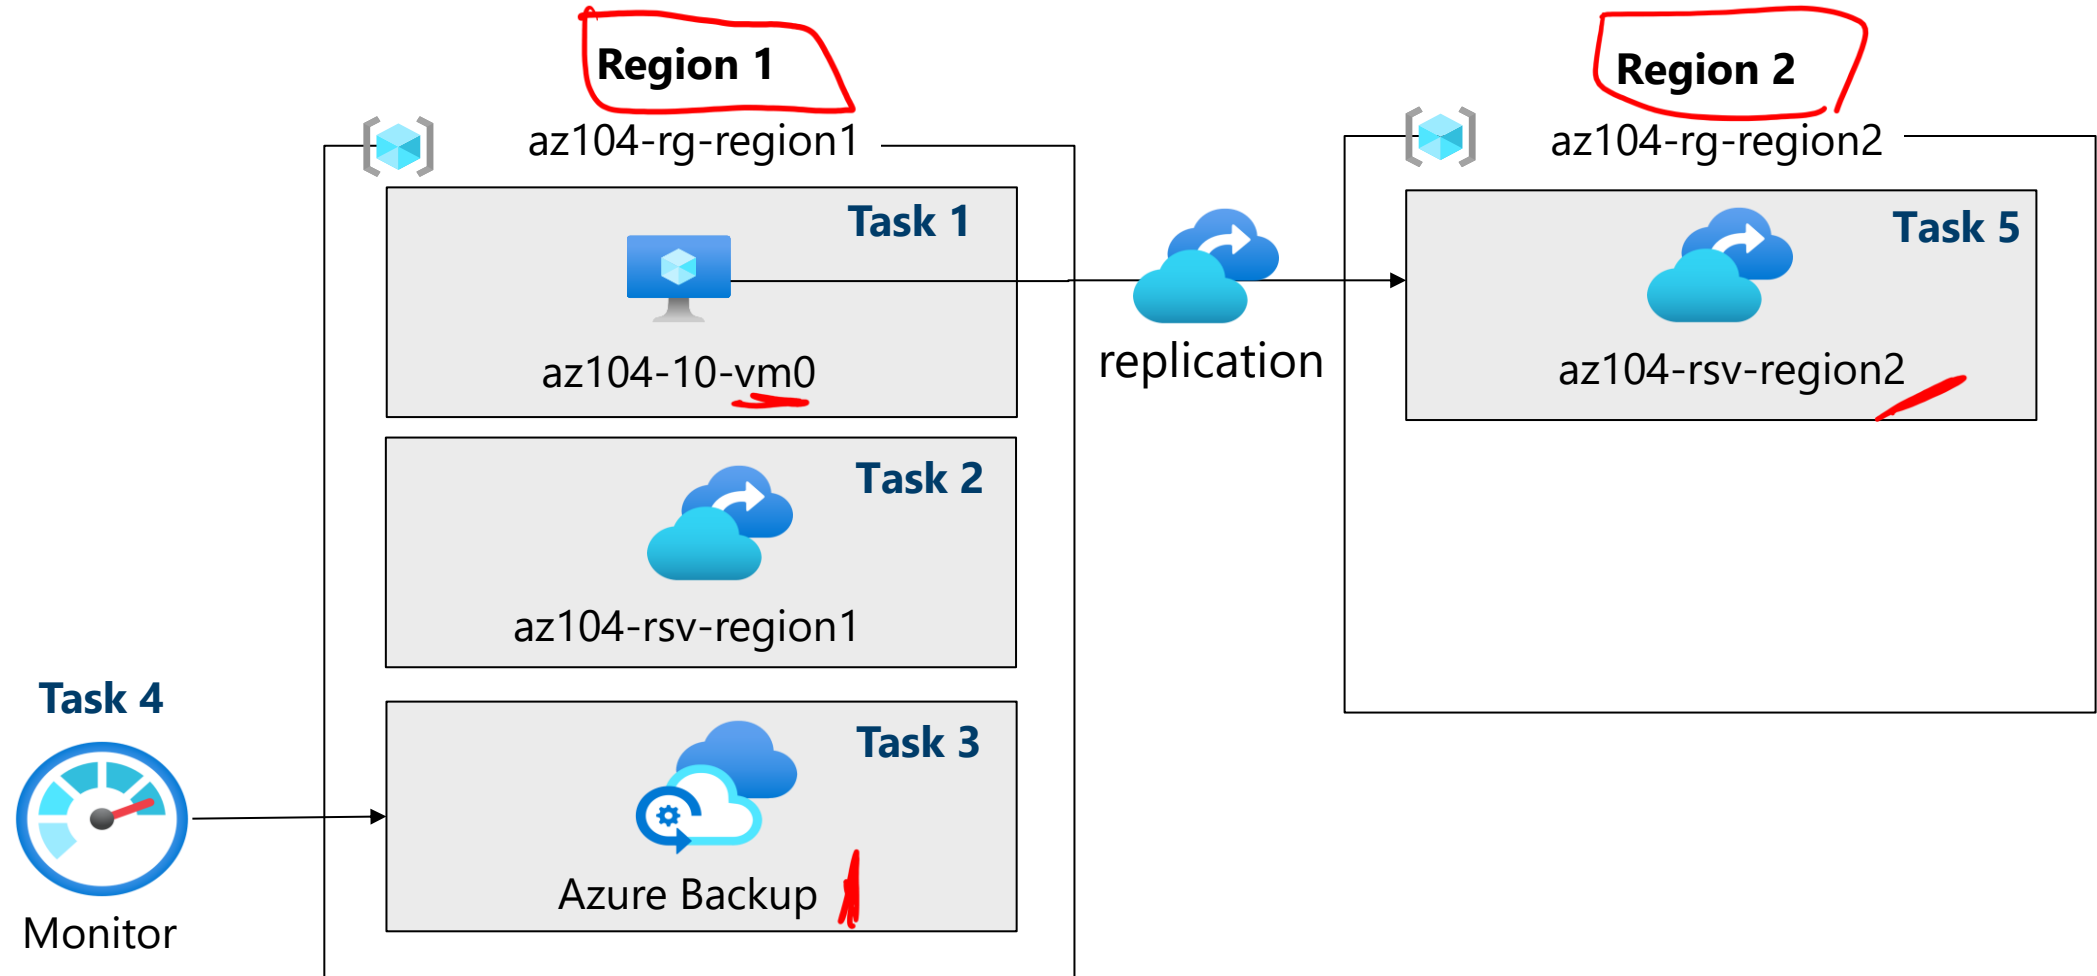 Region 1
az104-rg-region1
Task 1
az104-10-vm0
Task 2
az104-rsv-region1
Task 3
Azure Backup
Task 4
Monitor
replication
Region 2
az104-rg-region2
Task 5
az104-rsv-region2